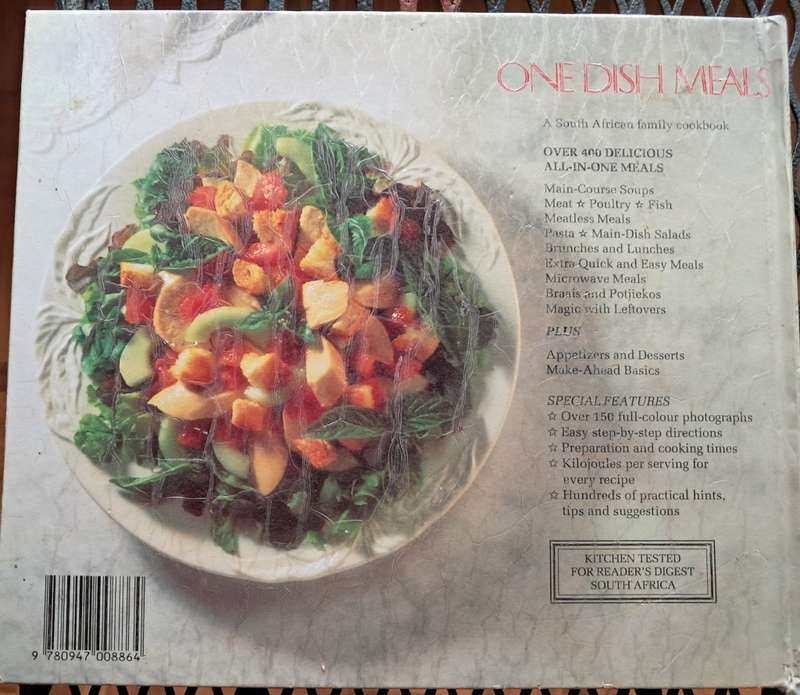 ONE DISH MEALS
A South African family cookbook
OVER 400 DELICIOUS
ALL-IN-ONE MEALS
Main-Course Soups
Meat ☆ Poultry ☆ Fish
Meatless Meals
Pasta ☆ Main-Dish Salads
Brunches and Lunches
Extra-Quick and Easy Meals
Microwave Meals
Braais and Potjiekos
Magic with Leftovers
PLUS
Appetizers and Desserts
Make-Ahead Basics
SPECIAL FEATURES
☆ Over 150 full-colour photographs
☆ Easy step-by-step directions
☆ Preparation and cooking times
☆ Kilojoules per serving for
every recipe
☆ Hundreds of practical hints,
tips and suggestions
KITCHEN TESTED
FOR READER'S DIGEST
SOUTH AFRICA
9 780947 008864